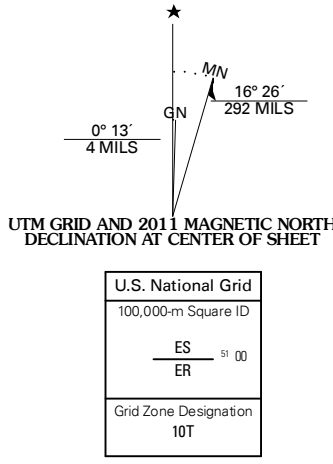 ★
MN
GN
16° 26´
292 MILS
0° 13´
4 MILS
UTM GRID AND 2011 MAGNETIC NORTH
DECLINATION AT CENTER OF SHEET
U.S. National Grid
100,000-m Square ID
ES
51 00
ER
Grid Zone Designation
10T